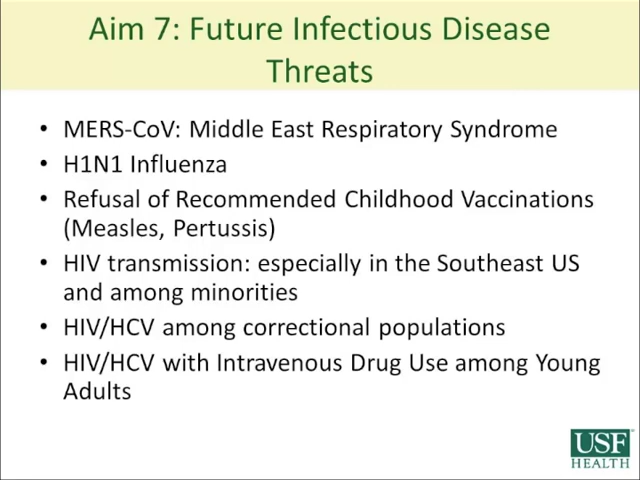 Aim 7: Future Infectious Disease
Threats
• MERS-CoV: Middle East Respiratory Syndrome
• H1N1 Influenza
• Refusal of Recommended Childhood Vaccinations
(Measles, Pertussis)
• HIV transmission: especially in the Southeast US
and among minorities
• HIV/HCV among correctional populations
• HIV/HCV with Intravenous Drug Use among Young
Adults
USF
HEALTH